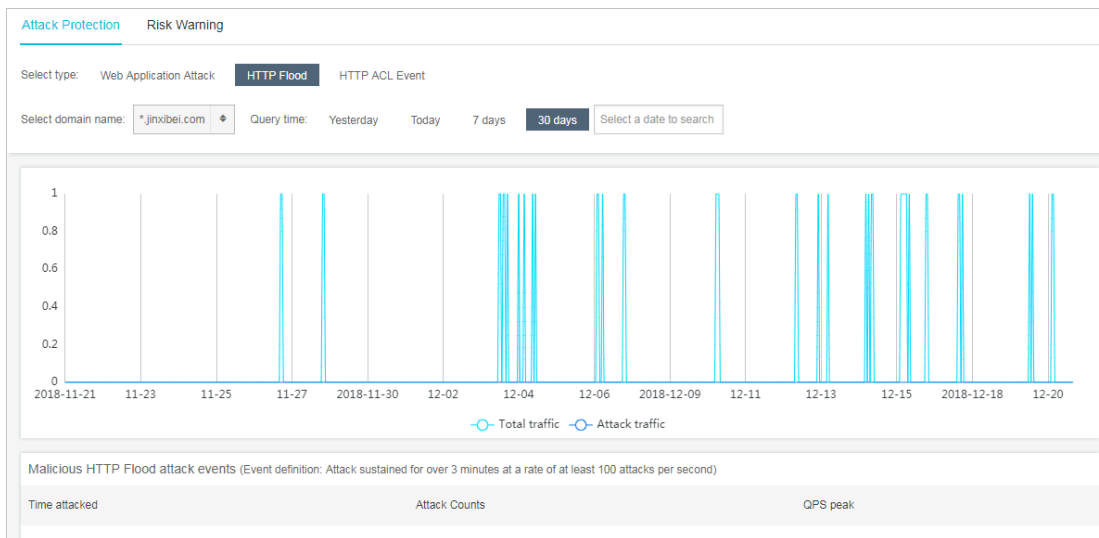 Attack Protection Risk Warning
Select type: Web Application Attack HTTP Flood HTTP ACL Event
Select domain name: *.jinxibei.com Query time: Yesterday Today 7 days 30 days Select a date to search
1
0.8
0.6
0.4
0.2
0
2018-11-21 11-23 11-25 11-27 2018-11-30 12-02 12-04 12-06 2018-12-09 12-11 12-13 12-15 2018-12-18 12-20
Total traffic Attack traffic
Malicious HTTP Flood attack events (Event definition: Attack sustained for over 3 minutes at a rate of at least 100 attacks per second)
Time attacked Attack Counts QPS peak